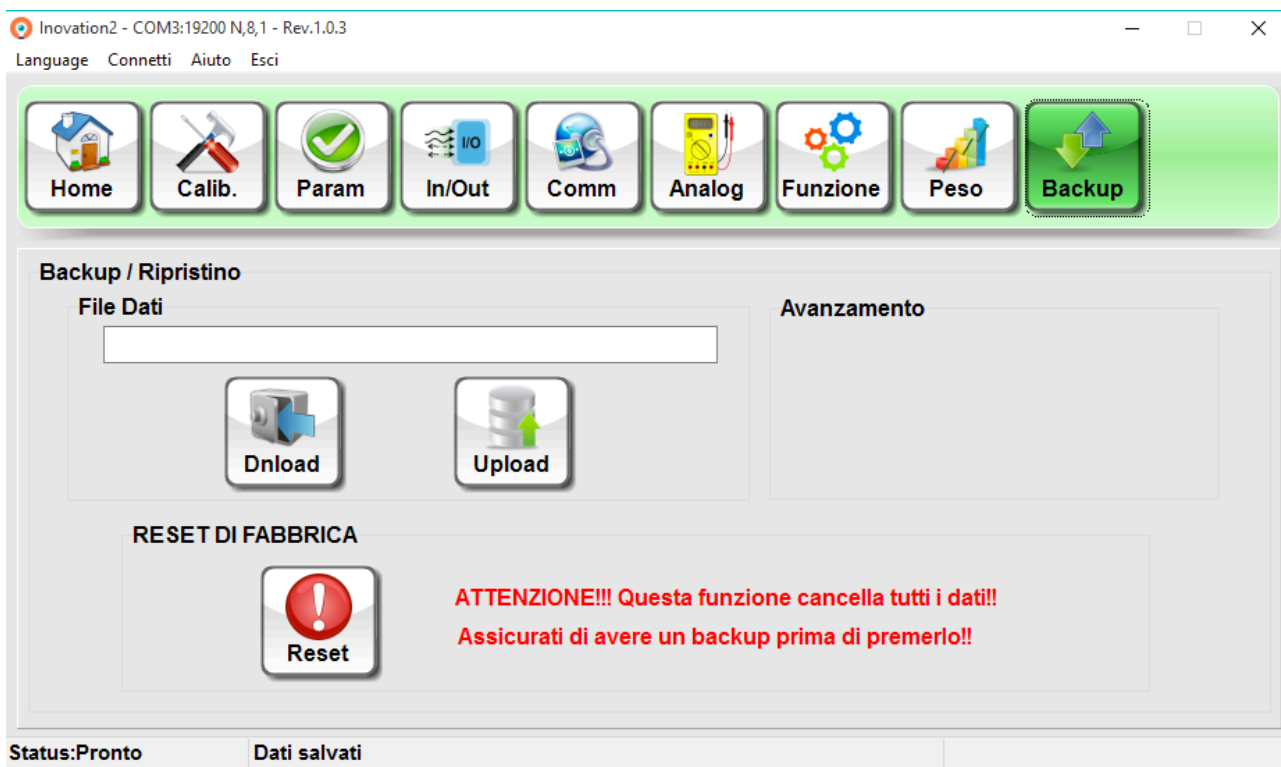 Inovation2 - COM3:19200 N,8,1 - Rev.1.0.3
Language Connetti Aiuto Esci
I/O
Home Calib. Param In/Out Comm Analog Funzione Peso Backup
Backup / Ripristino
File Dati
Avanzamento
Dnload Upload
RESET DI FABBRICA
ATTENZIONE!!! Questa funzione cancella tutti i dati!!
Assicurati di avere un backup prima di premerlo!!
Reset
Status:Pronto Dati salvati